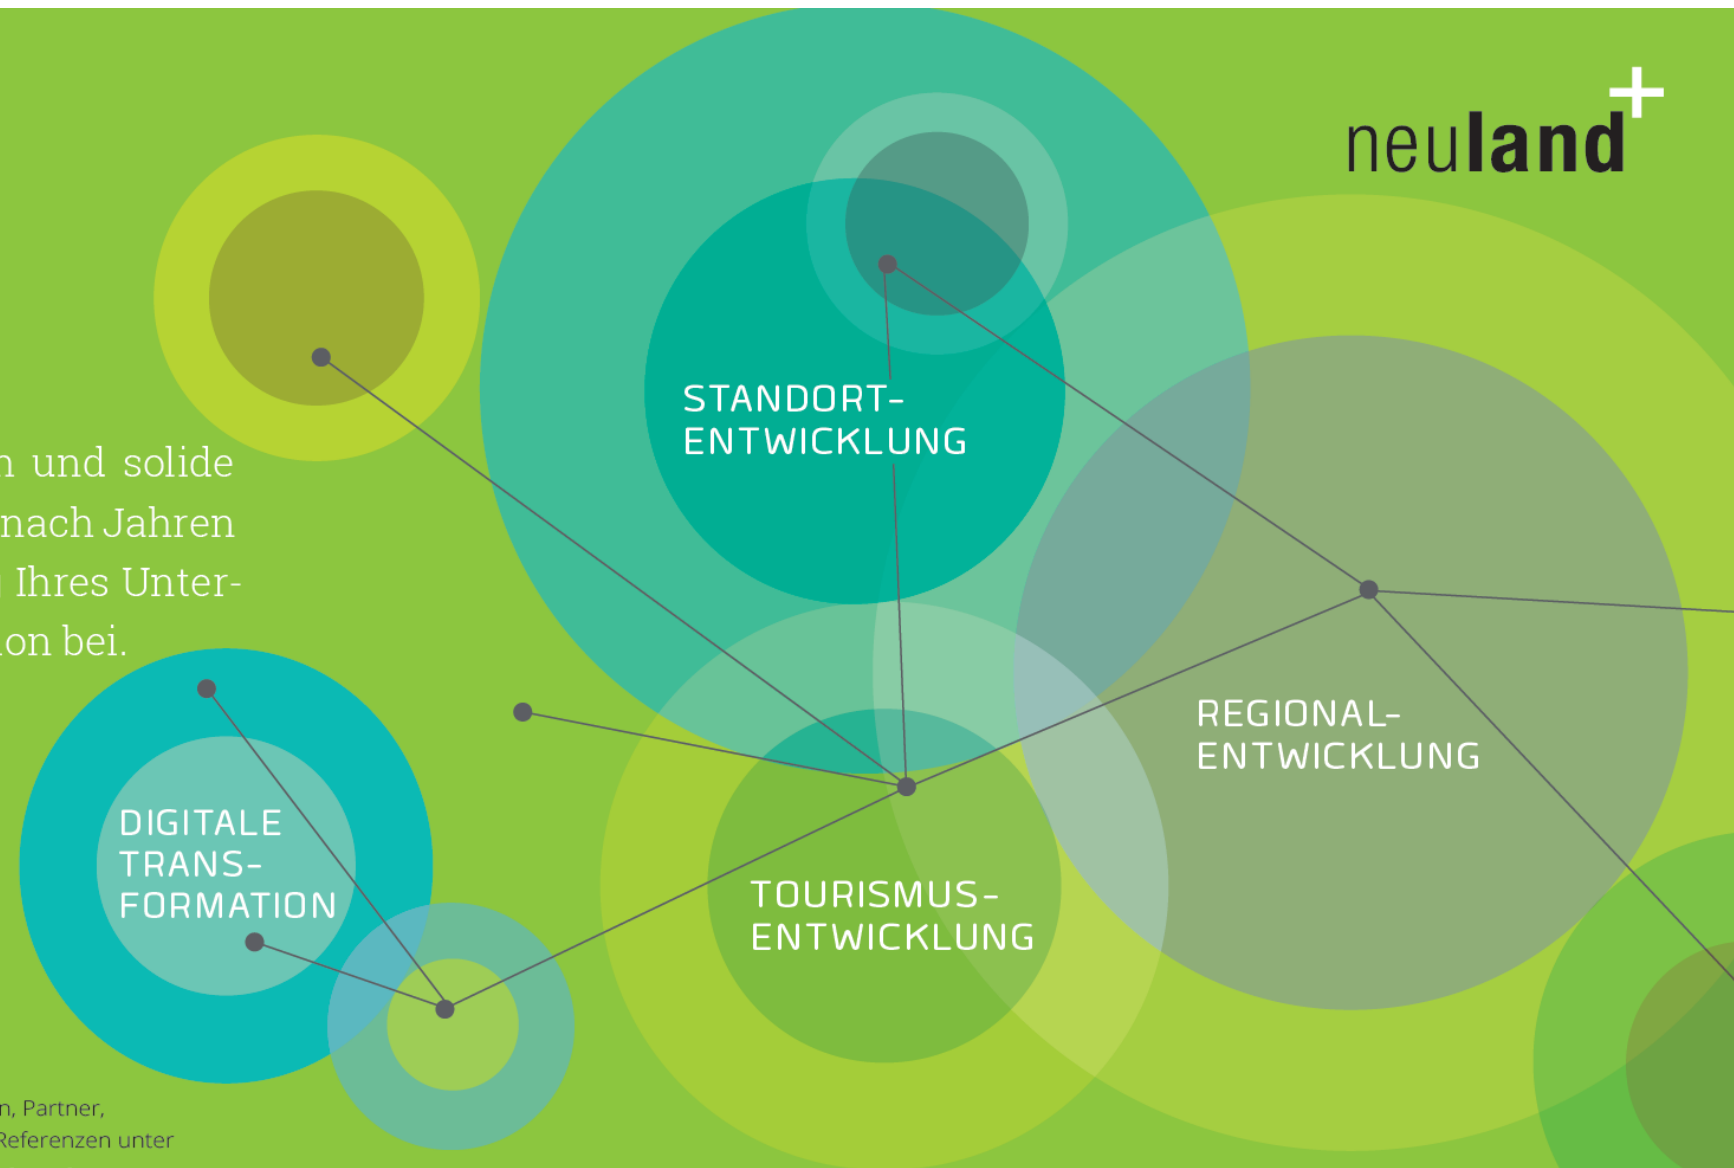 neuland+
STANDORT-
ENTWICKLUNG
und solide
nach Jahren
Ihres Unter-
bei.
REGIONAL-
ENTWICKLUNG
DIGITALE
TRANS-
FORMATION
TOURISMUS-
ENTWICKLUNG
Partner,
Referenzen unter